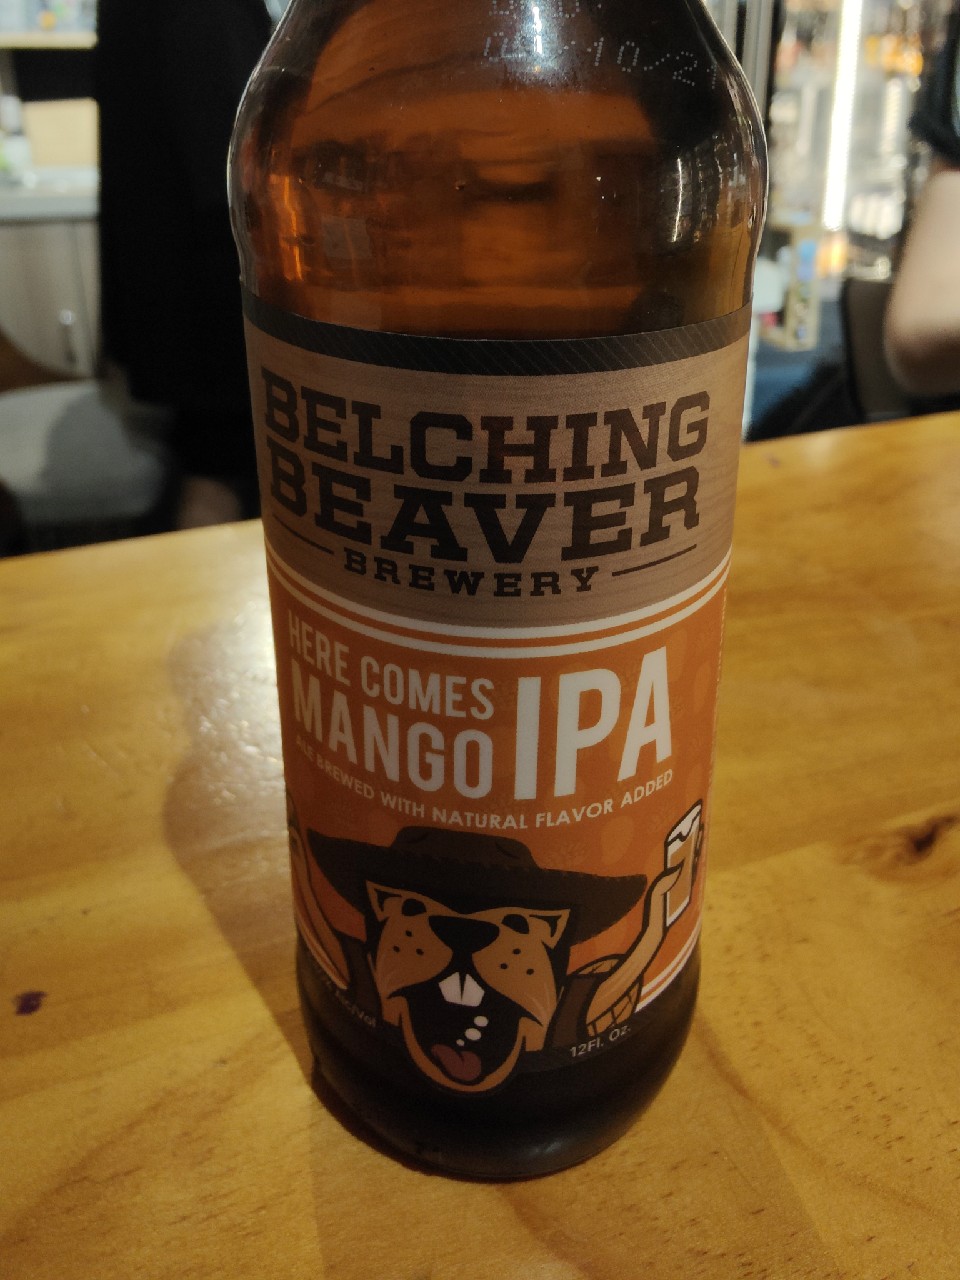 BELCHING
BEAVER
BREWERY
HERE COMES
MANGO IPA
ALE BREWED WITH NATURAL FLAVOR ADDED
12Fl. Oz.